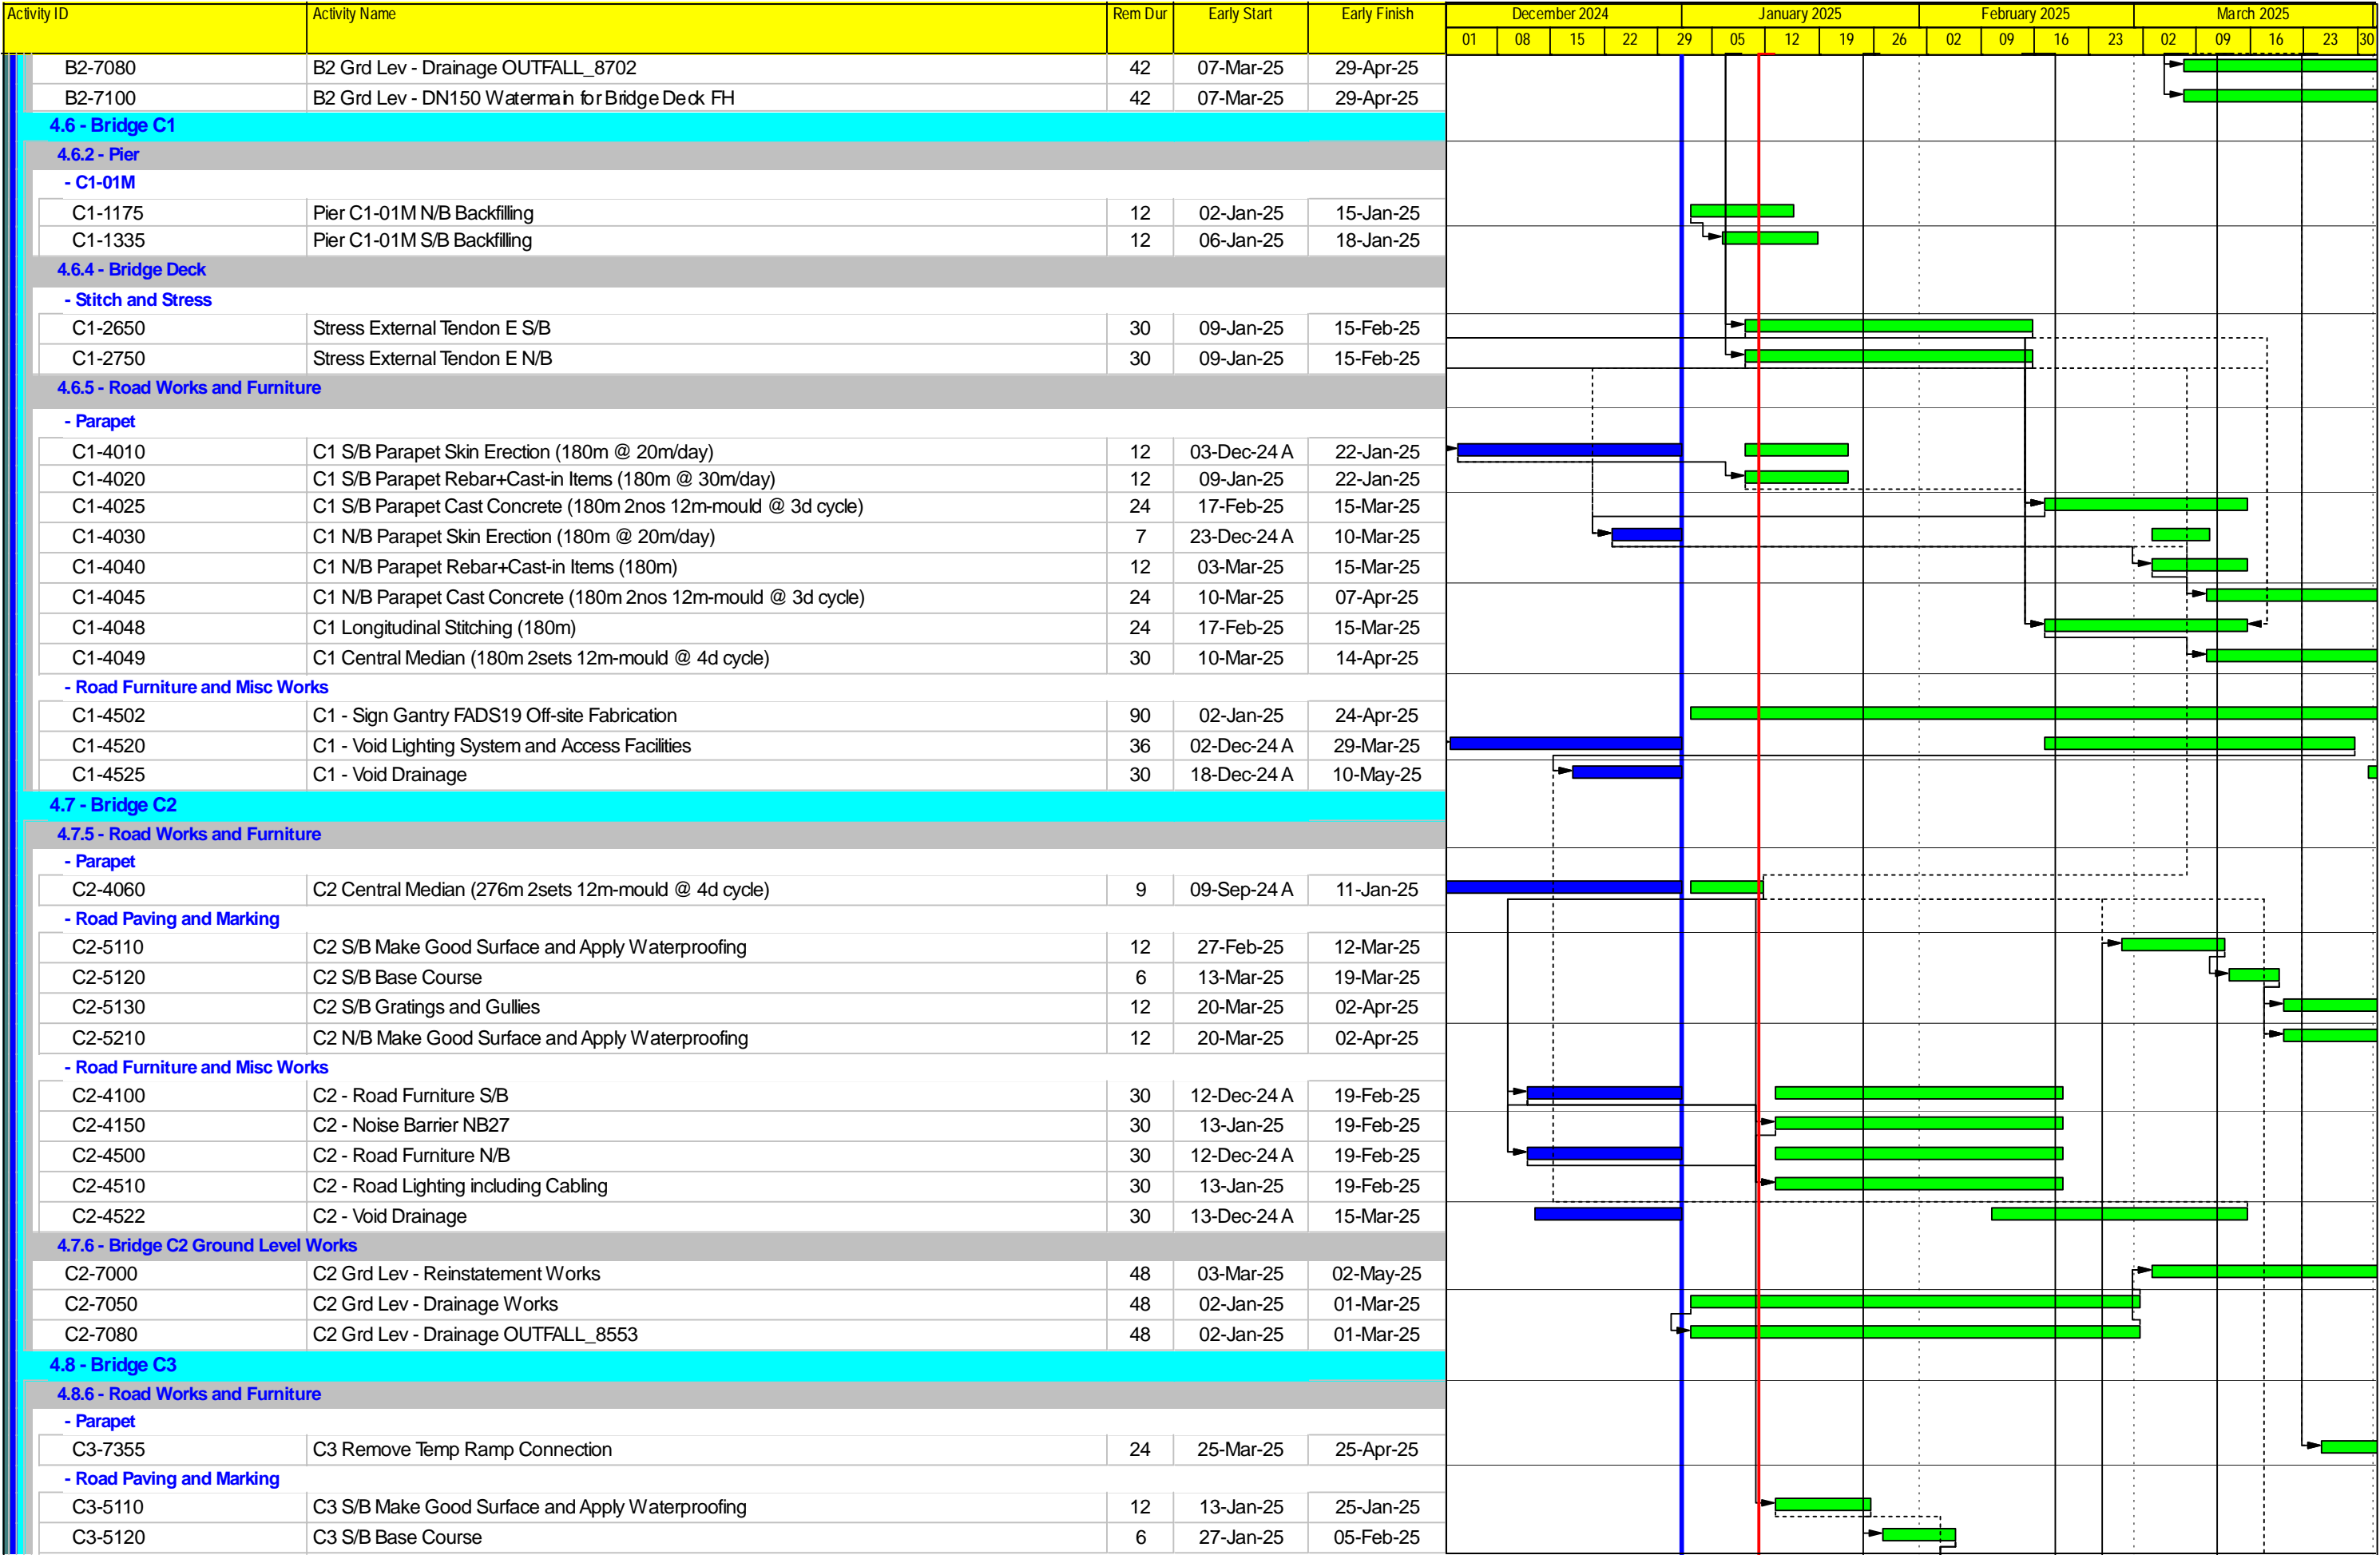 Activity ID Activity Name Rem Dur Early Start Early Finish December 2024 January 2025 February 2025 March 2025
01 08 15 22 29 05 12 19 26 02 09 16 23 02 09 16 23 30
B2-7080 B2 Grd Lev - Drainage OUTFALL_8702 42 07-Mar-25 29-Apr-25
B2-7100 B2 Grd Lev - DN150 Watermain for Bridge Deck FH 42 07-Mar-25 29-Apr-25
4.6 - Bridge C1
4.6.2 - Pier
- C1-01M
C1-1175 Pier C1-01M N/B Backfilling 12 02-Jan-25 15-Jan-25
C1-1335 Pier C1-01M S/B Backfilling 12 06-Jan-25 18-Jan-25
4.6.4 - Bridge Deck
- Stitch and Stress
C1-2650 Stress External Tendon E S/B 30 09-Jan-25 15-Feb-25
C1-2750 Stress External Tendon E N/B 30 09-Jan-25 15-Feb-25
4.6.5 - Road Works and Furniture
- Parapet
C1-4010 C1 S/B Parapet Skin Erection (180m @ 20m/day) 12 03-Dec-24 A 22-Jan-25
C1-4020 C1 S/B Parapet Rebar+Cast-in Items (180m @ 30m/day) 12 09-Jan-25 22-Jan-25
C1-4025 C1 S/B Parapet Cast Concrete (180m 2nos 12m-mould @ 3d cycle) 24 17-Feb-25 15-Mar-25
C1-4030 C1 N/B Parapet Skin Erection (180m @ 20m/day) 7 23-Dec-24 A 10-Mar-25
C1-4040 C1 N/B Parapet Rebar+Cast-in Items (180m) 12 03-Mar-25 15-Mar-25
C1-4045 C1 N/B Parapet Cast Concrete (180m 2nos 12m-mould @ 3d cycle) 24 10-Mar-25 07-Apr-25
C1-4048 C1 Longitudinal Stitching (180m) 24 17-Feb-25 15-Mar-25
C1-4049 C1 Central Median (180m 2sets 12m-mould @ 4d cycle) 30 10-Mar-25 14-Apr-25
- Road Furniture and Misc Works
C1-4502 C1 - Sign Gantry FADS19 Off-site Fabrication 90 02-Jan-25 24-Apr-25
C1-4520 C1 - Void Lighting System and Access Facilities 36 02-Dec-24 A 29-Mar-25
C1-4525 C1 - Void Drainage 30 18-Dec-24 A 10-May-25
4.7 - Bridge C2
4.7.5 - Road Works and Furniture
- Parapet
C2-4060 C2 Central Median (276m 2sets 12m-mould @ 4d cycle) 9 09-Sep-24 A 11-Jan-25
- Road Paving and Marking
C2-5110 C2 S/B Make Good Surface and Apply Waterproofing 12 27-Feb-25 12-Mar-25
C2-5120 C2 S/B Base Course 6 13-Mar-25 19-Mar-25
C2-5130 C2 S/B Gratings and Gullies 12 20-Mar-25 02-Apr-25
C2-5210 C2 N/B Make Good Surface and Apply Waterproofing 12 20-Mar-25 02-Apr-25
- Road Furniture and Misc Works
C2-4100 C2 - Road Furniture S/B 30 12-Dec-24 A 19-Feb-25
C2-4150 C2 - Noise Barrier NB27 30 13-Jan-25 19-Feb-25
C2-4500 C2 - Road Furniture N/B 30 12-Dec-24 A 19-Feb-25
C2-4510 C2 - Road Lighting including Cabling 30 13-Jan-25 19-Feb-25
C2-4522 C2 - Void Drainage 30 13-Dec-24 A 15-Mar-25
4.7.6 - Bridge C2 Ground Level Works
C2-7000 C2 Grd Lev - Reinstatement Works 48 03-Mar-25 02-May-25
C2-7050 C2 Grd Lev - Drainage Works 48 02-Jan-25 01-Mar-25
C2-7080 C2 Grd Lev - Drainage OUTFALL_8553 48 02-Jan-25 01-Mar-25
4.8 - Bridge C3
4.8.6 - Road Works and Furniture
- Parapet
C3-7355 C3 Remove Temp Ramp Connection 24 25-Mar-25 25-Apr-25
- Road Paving and Marking
C3-5110 C3 S/B Make Good Surface and Apply Waterproofing 12 13-Jan-25 25-Jan-25
C3-5120 C3 S/B Base Course 6 27-Jan-25 05-Feb-25